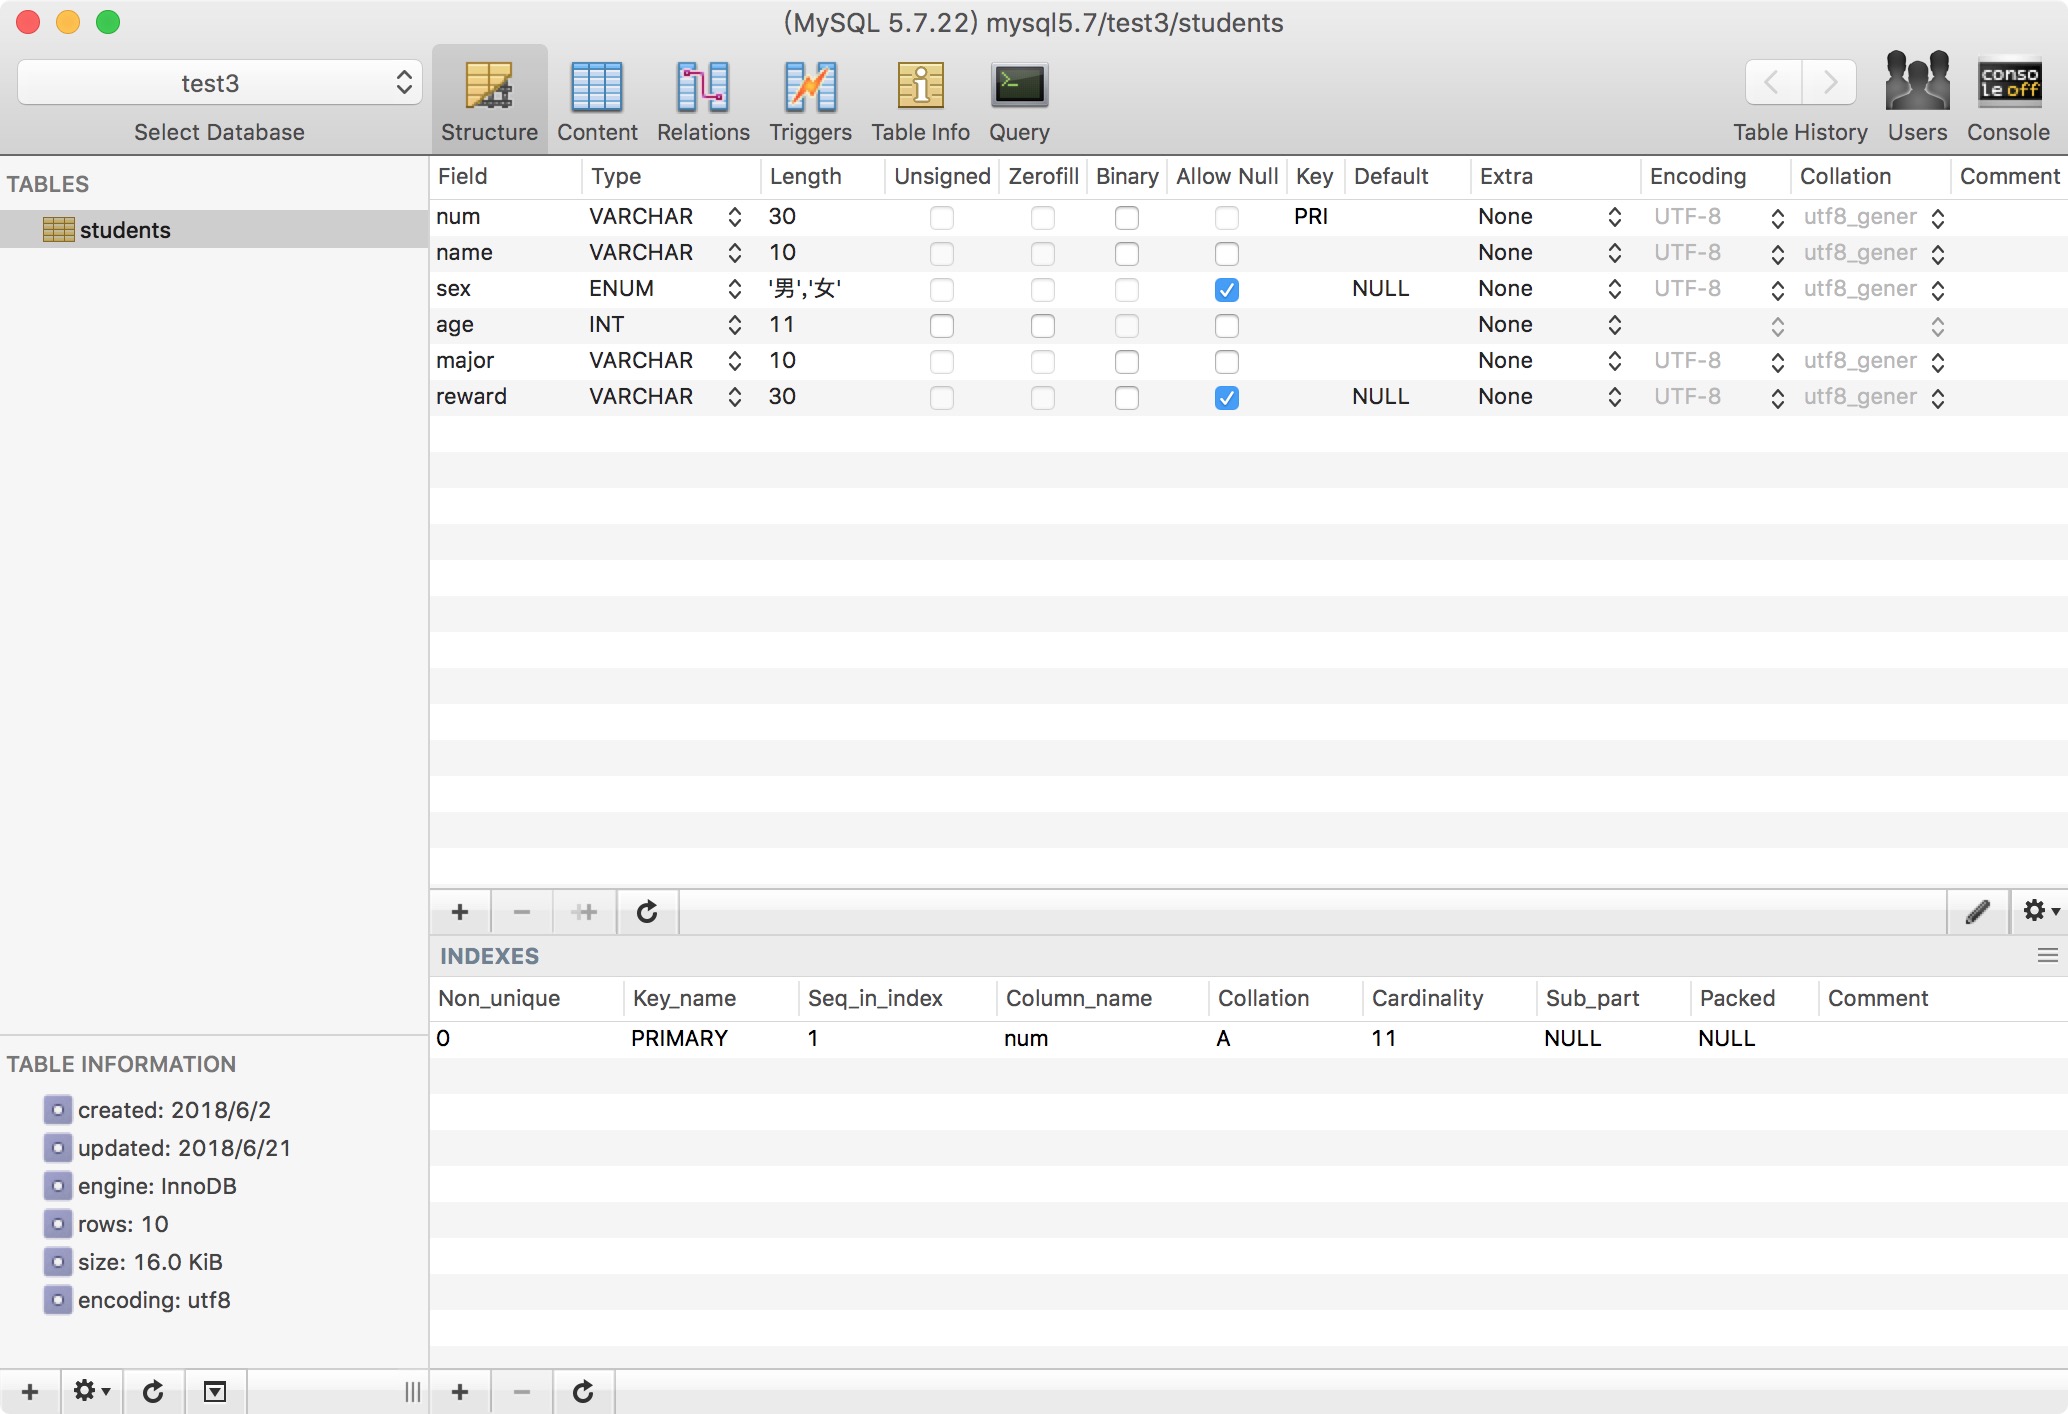 (MySQL 5.7.22) mysql5.7/test3/students
test3
Select Database
Structure Content Relations Triggers Table Info Query
conso
le off
Table History Users Console
TABLES
students
Field Type Length Unsigned Zerofill Binary Allow Null Key Default Extra Encoding Collation Comment
num VARCHAR 30 PRI None UTF-8 utf8_gener
name VARCHAR 10 None UTF-8 utf8_gener
sex ENUM '男','女' NULL None UTF-8 utf8_gener
age INT 11 None
major VARCHAR 10 None UTF-8 utf8_gener
reward VARCHAR 30 NULL None UTF-8 utf8_gener
INDEXES
Non_unique Key_name Seq_in_index Column_name Collation Cardinality Sub_part Packed Comment
0 PRIMARY 1 num A 11 NULL NULL
TABLE INFORMATION
created: 2018/6/2
updated: 2018/6/21
engine: InnoDB
rows: 10
size: 16.0 KiB
encoding: utf8